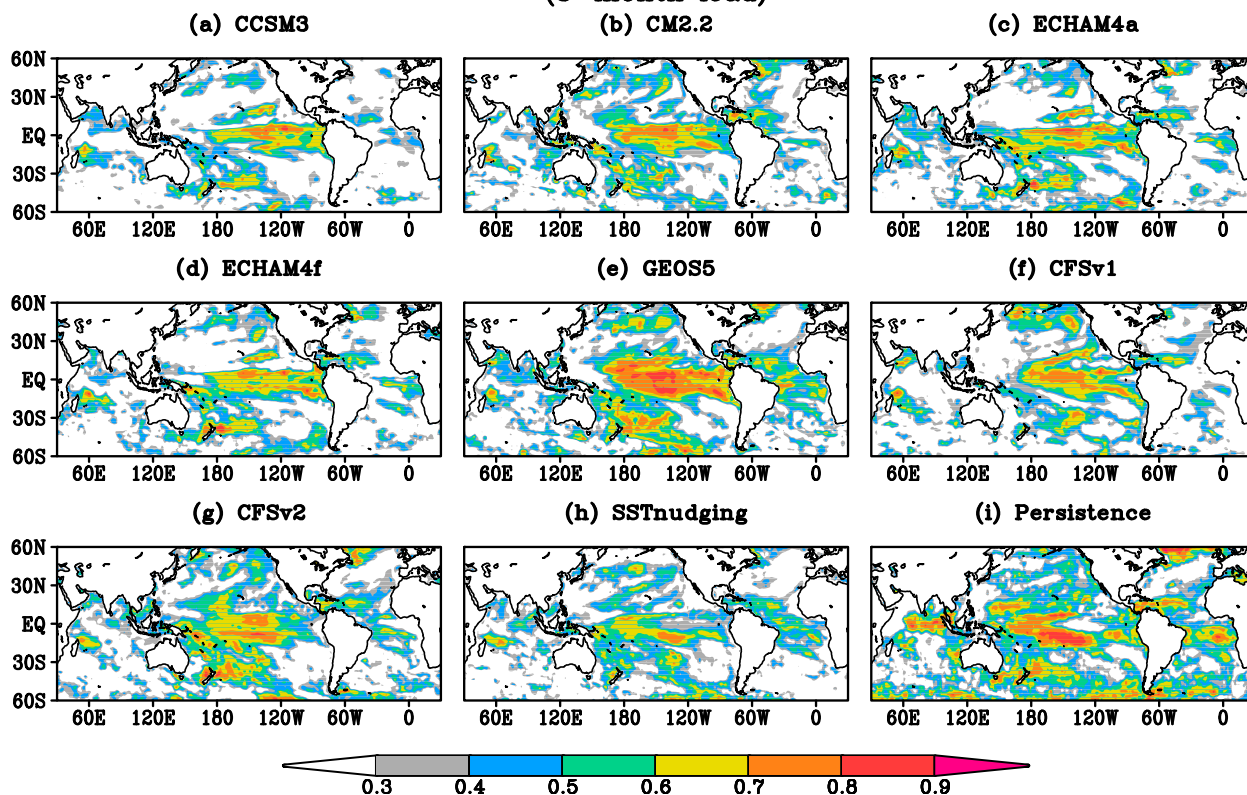 (a) CCSM3 (b) CM2.2 (c) ECHAM4a
60N
30N
EQ
30S
60S
60E 120E 180 120W 60W 0 60E 120E 180 120W 60W 0 60E 120E 180 120W 60W 0
(d) ECHAM4f (e) GEOS5 (f) CFSv1
60N
30N
EQ
30S
60S
60E 120E 180 120W 60W 0 60E 120E 180 120W 60W 0 60E 120E 180 120W 60W 0
(g) CFSv2 (h) SSTnudging (i) Persistence
60N
30N
EQ
30S
60S
60E 120E 180 120W 60W 0 60E 120E 180 120W 60W 0 60E 120E 180 120W 60W 0
0.3 0.4 0.5 0.6 0.7 0.8 0.9